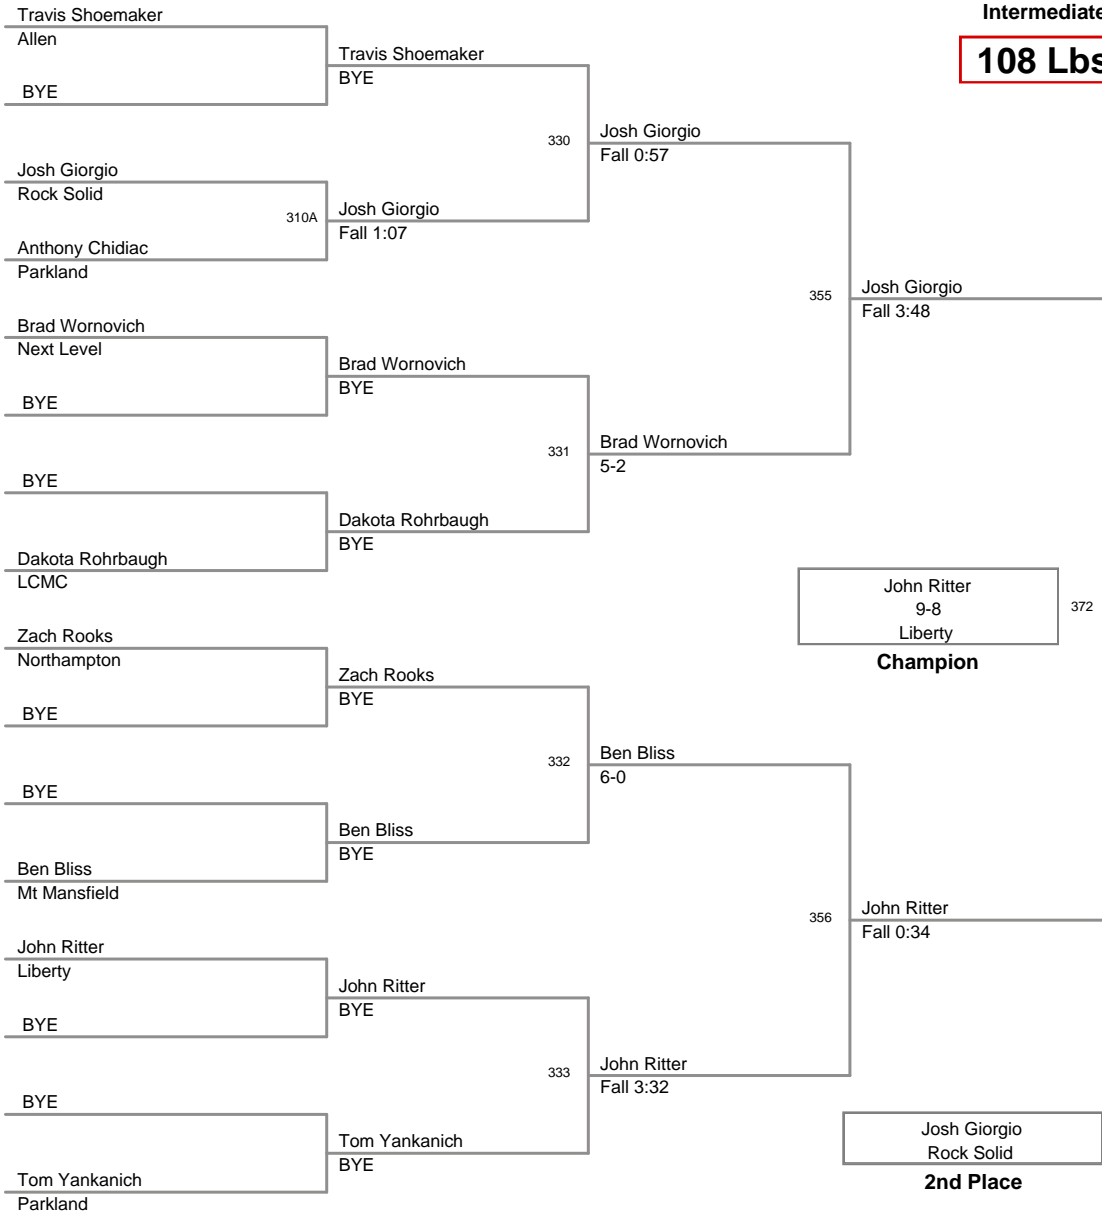 Travis Shoemaker
Allen
BYE
Josh Giorgio
Rock Solid
Anthony Chidiac
Parkland
Brad Wornovich
Next Level
BYE
BYE
Dakota Rohrbaugh
LCMC
Zach Rooks
Northampton
BYE
BYE
Ben Bliss
Mt Mansfield
John Ritter
Liberty
BYE
BYE
Tom Yankanich
Parkland
310A
Travis Shoemaker
BYE
Josh Giorgio
Fall 1:07
Brad Wornovich
BYE
Dakota Rohrbaugh
BYE
Zach Rooks
BYE
Ben Bliss
BYE
John Ritter
BYE
Tom Yankanich
BYE
330
331
332
333
Josh Giorgio
Fall 0:57
Brad Wornovich
5-2
Ben Bliss
6-0
John Ritter
Fall 3:32
355
356
Josh Giorgio
Fall 3:48
John Ritter
Fall 0:34
Intermediate
108 Lbs
John Ritter
9-8
Liberty
Champion
372
Josh Giorgio
Rock Solid
2nd Place